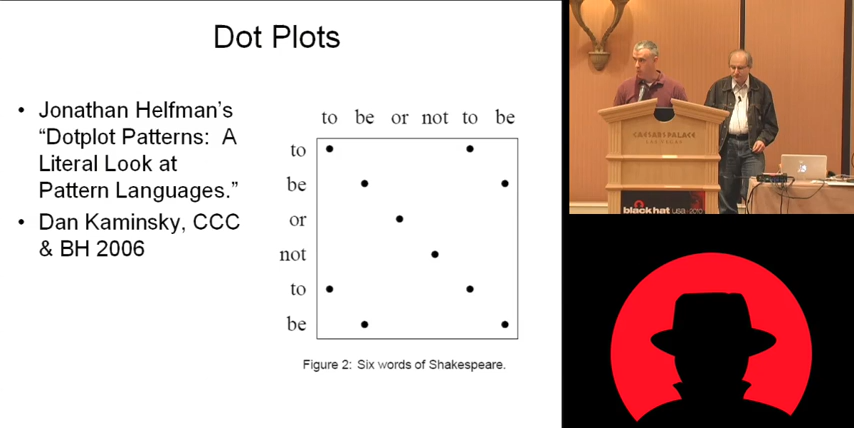 Dot Plots
• Jonathan Helfman's
"Dotplot Patterns: A
Literal Look at
Pattern Languages."
• Dan Kaminsky, CCC
& BH 2006
to be or not to be
to
be
or
not
to
be
Figure 2: Six words of Shakespeare.
CAESARS PALACE
black hat USA + 2010